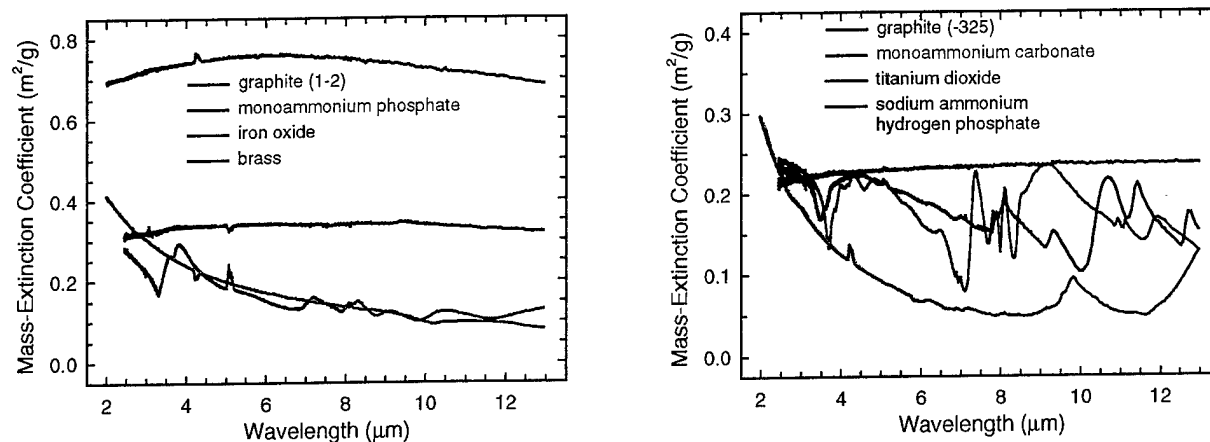 Mass-Extinction Coefficient (m²/g)
0.8
0.6
0.4
0.2
0.0
graphite (1-2)
monoammonium phosphate
iron oxide
brass
2 4 6 8 10 12
Wavelength (μm)
Mass-Extinction Coefficient (m²/g)
0.4
0.3
0.2
0.1
0.0
graphite (-325)
monoammonium carbonate
titanium dioxide
sodium ammonium
hydrogen phosphate
2 4 6 8 10 12
Wavelength (μm)